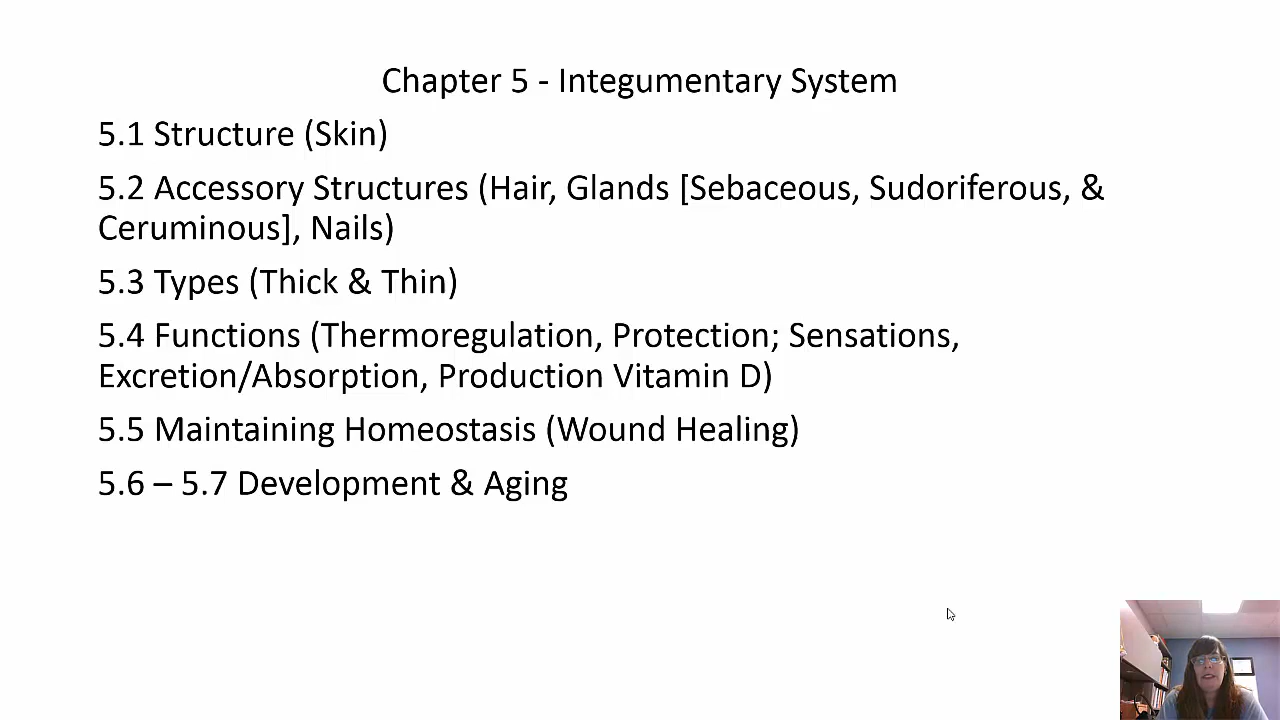 Chapter 5 - Integumentary System
5.1 Structure (Skin)
5.2 Accessory Structures (Hair, Glands [Sebaceous, Sudoriferous, &
Ceruminous], Nails)
5.3 Types (Thick & Thin)
5.4 Functions (Thermoregulation, Protection; Sensations,
Excretion/Absorption, Production Vitamin D)
5.5 Maintaining Homeostasis (Wound Healing)
5.6 – 5.7 Development & Aging